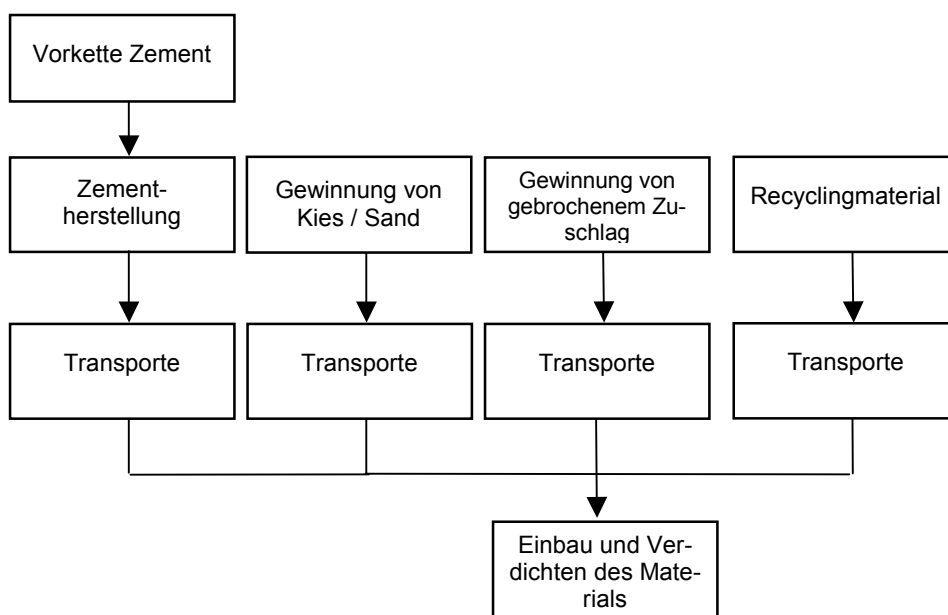 Vorkette Zement
Zement-
herstellung
Gewinnung von
Kies / Sand
Gewinnung von
gebrochenem Zu-
schlag
Recyclingmaterial
Transporte
Transporte
Transporte
Transporte
Einbau und Ver-
dichten des Mate-
rials